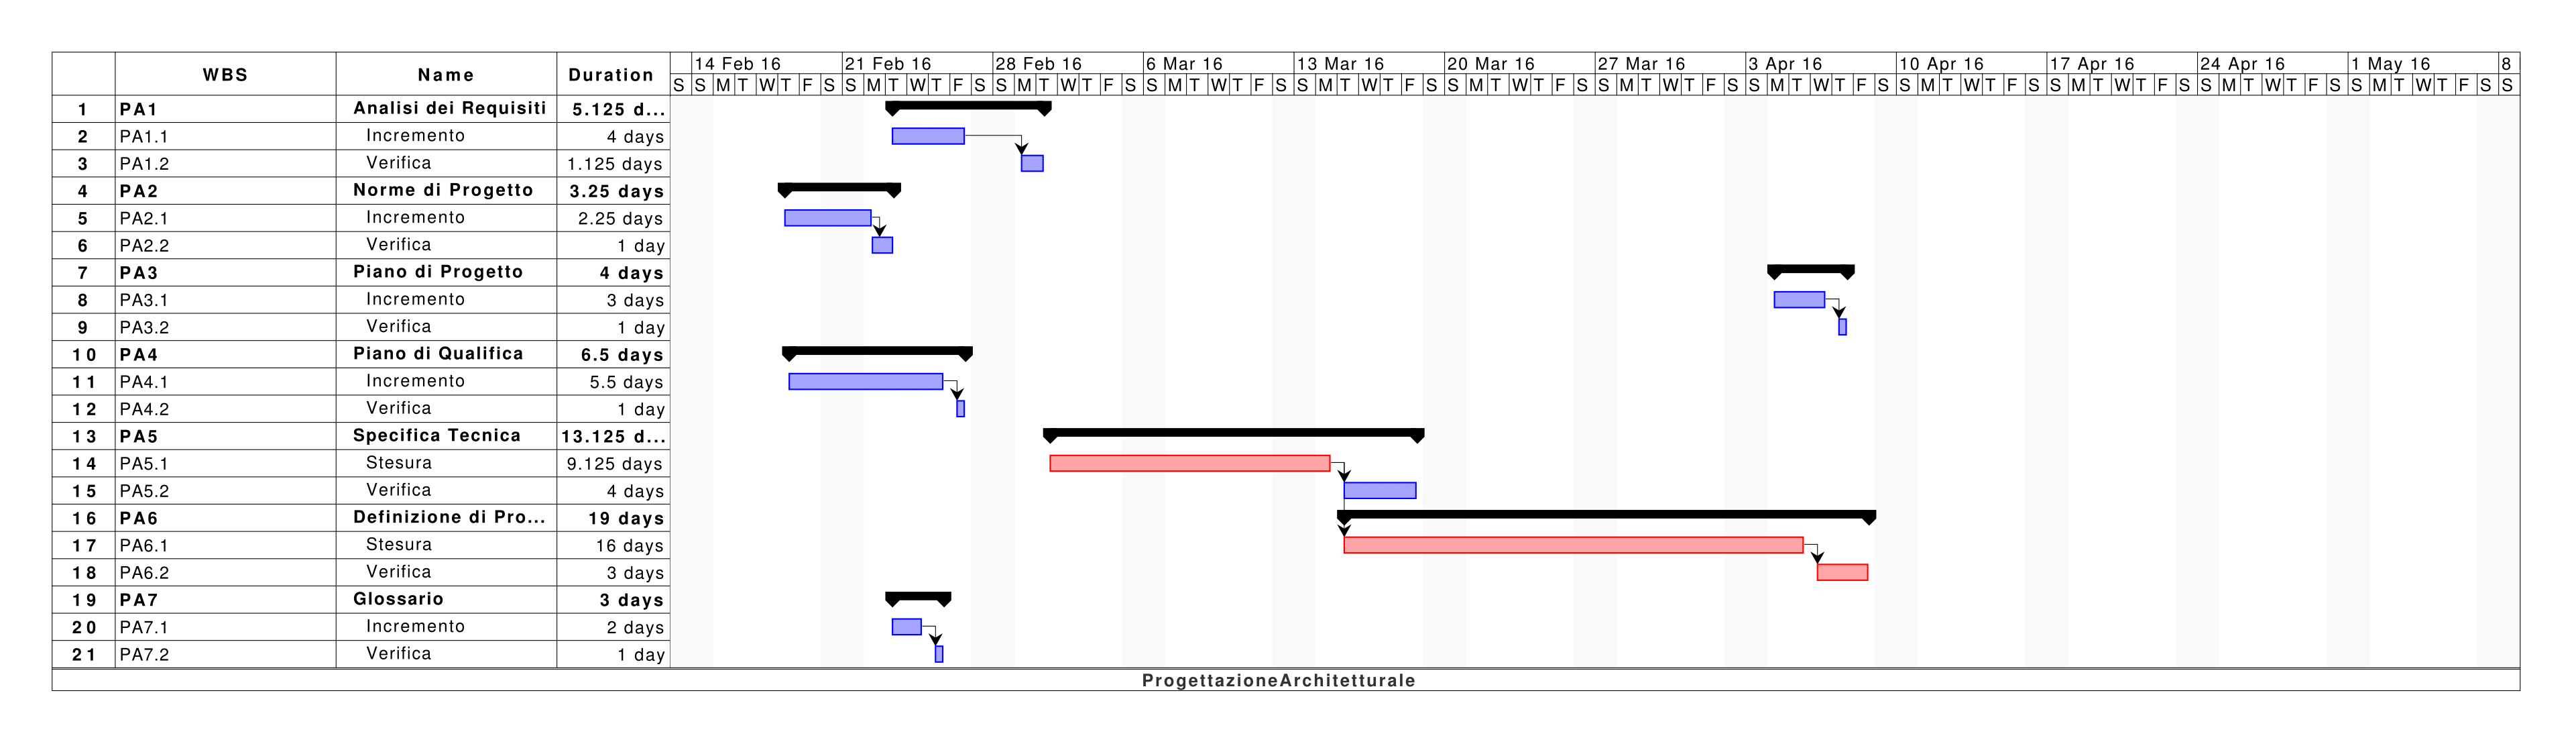 WBS Name Duration 14 Feb 16 21 Feb 16 28 Feb 16 6 Mar 16 13 Mar 16 20 Mar 16 27 Mar 16 3 Apr 16 10 Apr 16 17 Apr 16 24 Apr 16 1 May 16 8
S S M T W T F S S M T W T F S S M T W T F S S M T W T F S S M T W T F S S M T W T F S S M T W T F S S M T W T F S S M T W T F S S M T W T F S S M T W T F S S M T W T F S S
1 PA1 Analisi dei Requisiti 5.125 d...
2 PA1.1 Incremento 4 days
3 PA1.2 Verifica 1.125 days
4 PA2 Norme di Progetto 3.25 days
5 PA2.1 Incremento 2.25 days
6 PA2.2 Verifica 1 day
7 PA3 Piano di Progetto 4 days
8 PA3.1 Incremento 3 days
9 PA3.2 Verifica 1 day
10 PA4 Piano di Qualifica 6.5 days
11 PA4.1 Incremento 5.5 days
12 PA4.2 Verifica 1 day
13 PA5 Specifica Tecnica 13.125 d...
14 PA5.1 Stesura 9.125 days
15 PA5.2 Verifica 4 days
16 PA6 Definizione di Pro... 19 days
17 PA6.1 Stesura 16 days
18 PA6.2 Verifica 3 days
19 PA7 Glossario 3 days
20 PA7.1 Incremento 2 days
21 PA7.2 Verifica 1 day
ProgettazioneArchitetturale